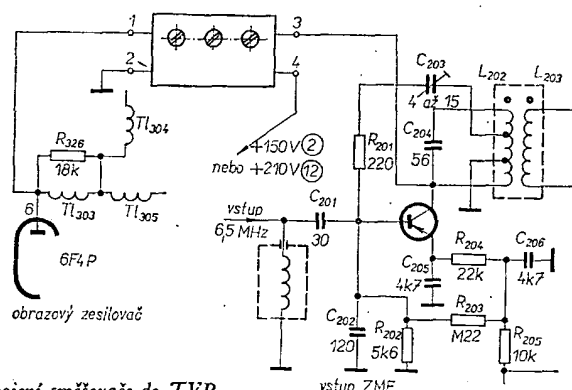 1
3
2
4
C203
4 až 15
L202
L203
Tl304
+150V (2)
nebo +210V (12)
R326
18k
R201
220
C204
56
C201
30
vstup
6,5 MHz
6
Tl303
Tl305
6F4P
obrazový zesilovač
C205
4k7
R204
22k
C206
4k7
R203
M22
C202
120
R202
5k6
R205
10k
vstup ZMF